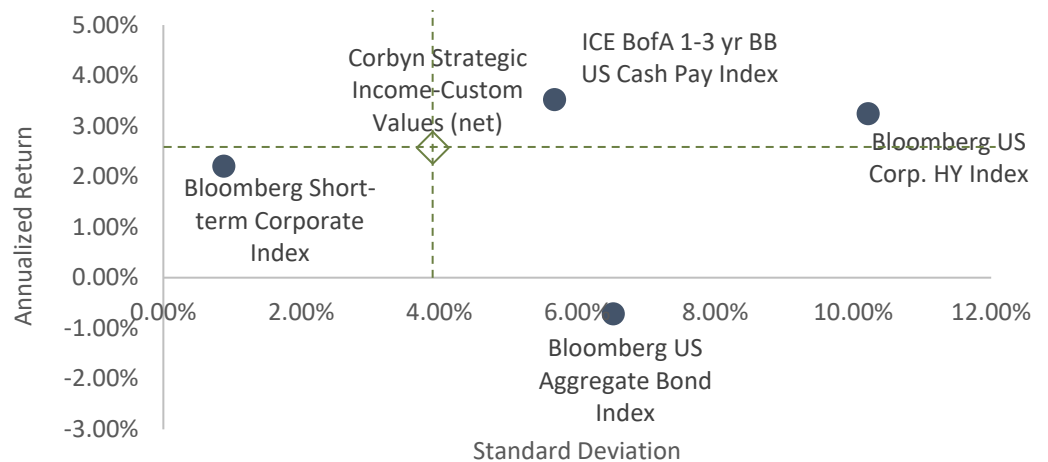 5.00%
4.00%
3.00%
2.00%
1.00%
0.00%
-1.00%
-2.00%
-3.00%
Annualized Return
Corbyn Strategic
Income-Custom
Values (net)
ICE BofA 1-3 yr BB
US Cash Pay Index
Bloomberg US
Corp. HY Index
Bloomberg Short-
term Corporate
Index
0.00%
2.00%
4.00%
6.00%
8.00%
10.00%
12.00%
Bloomberg US
Aggregate Bond
Index
Standard Deviation